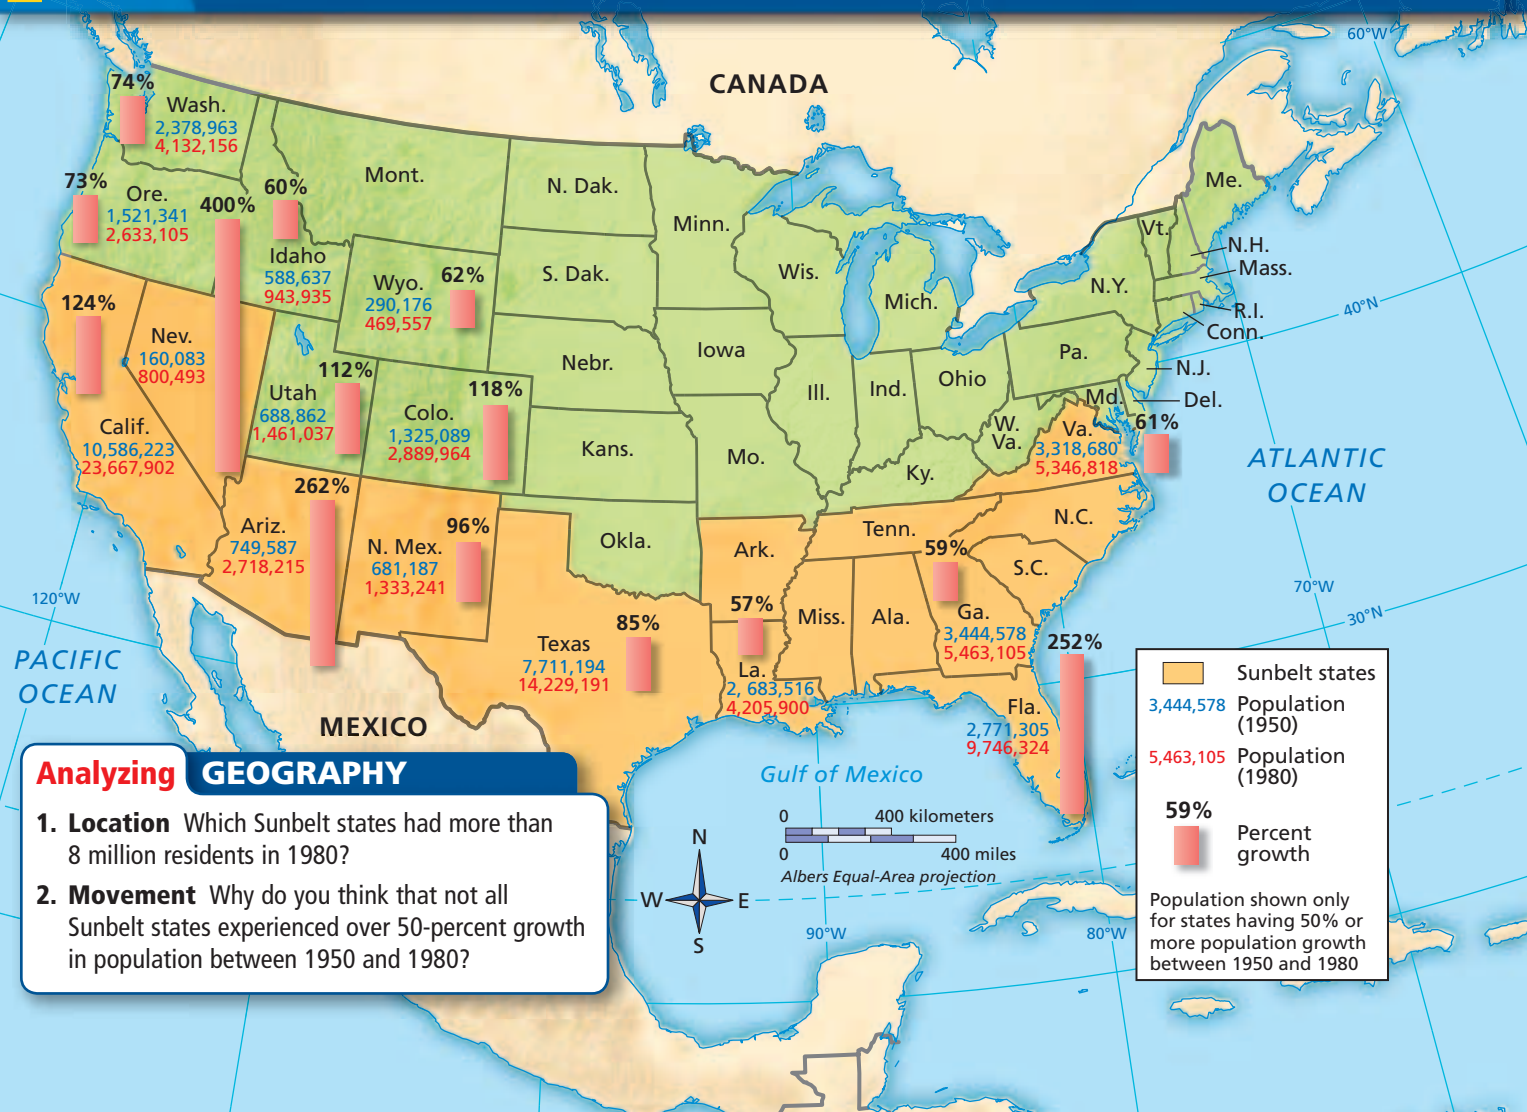 CANADA
60°W
74%
Wash.
2,378,963
4,132,156
73%
Ore.
1,521,341
2,633,105
400%
60%
Idaho
588,637
943,935
Mont.
N. Dak.
Minn.
Me.
Vt.
N.H.
Mass.
R.I.
Conn.
N.Y.
Wis.
Mich.
S. Dak.
Wyo.
290,176
469,557
62%
124%
Nev.
160,083
800,493
40°N
Nebr.
Iowa
Pa.
N.J.
Utah
688,862
1,461,037
112%
Colo.
1,325,089
2,889,964
118%
Ill.
Ind.
Ohio
Md.
Del.
Calif.
10,586,223
23,667,902
Kans.
Mo.
W.
Va.
Ky.
Va.
3,318,680
5,346,818
61%
ATLANTIC
OCEAN
262%
Ariz.
749,587
2,718,215
N. Mex.
681,187
1,333,241
96%
Okla.
Ark.
Tenn.
N.C.
59%
S.C.
120°W
70°W
30°N
Texas
7,711,194
14,229,191
85%
57%
La.
2, 683,516
4,205,900
Miss.
Ala.
Ga.
3,444,578
5,463,105
252%
Fla.
2,771,305
9,746,324
PACIFIC
OCEAN
MEXICO
Gulf of Mexico
0 400 kilometers
0 400 miles
Albers Equal-Area projection
N
W E
S
90°W
80°W
Sunbelt states
3,444,578 Population
(1950)
5,463,105 Population
(1980)
59%
Percent
growth
Population shown only
for states having 50% or
more population growth
between 1950 and 1980
Analyzing GEOGRAPHY
1. Location Which Sunbelt states had more than
8 million residents in 1980?
2. Movement Why do you think that not all
Sunbelt states experienced over 50-percent growth
in population between 1950 and 1980?